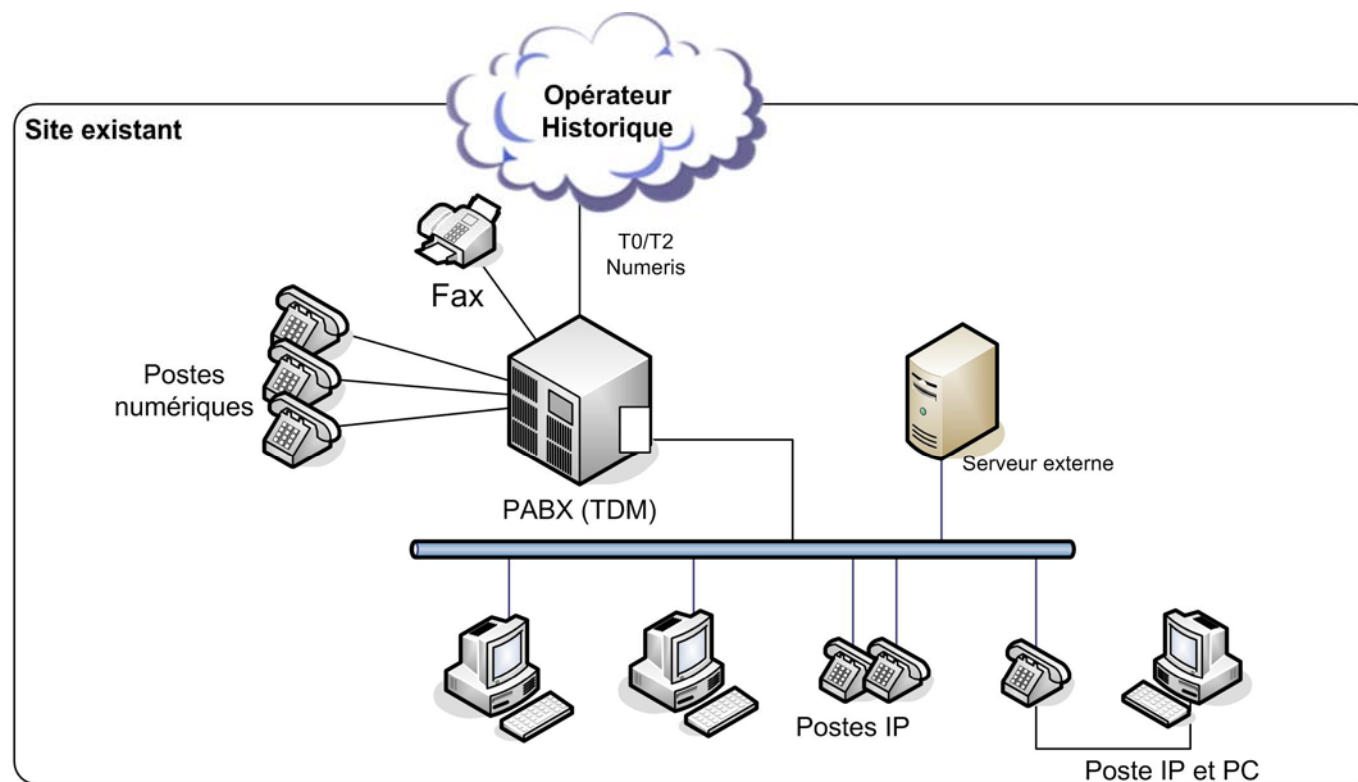 Opérateur
Historique
Site existant
T0/T2
Numeris
Fax
Postes
numériques
Serveur externe
PABX (TDM)
Postes IP
Poste IP et PC